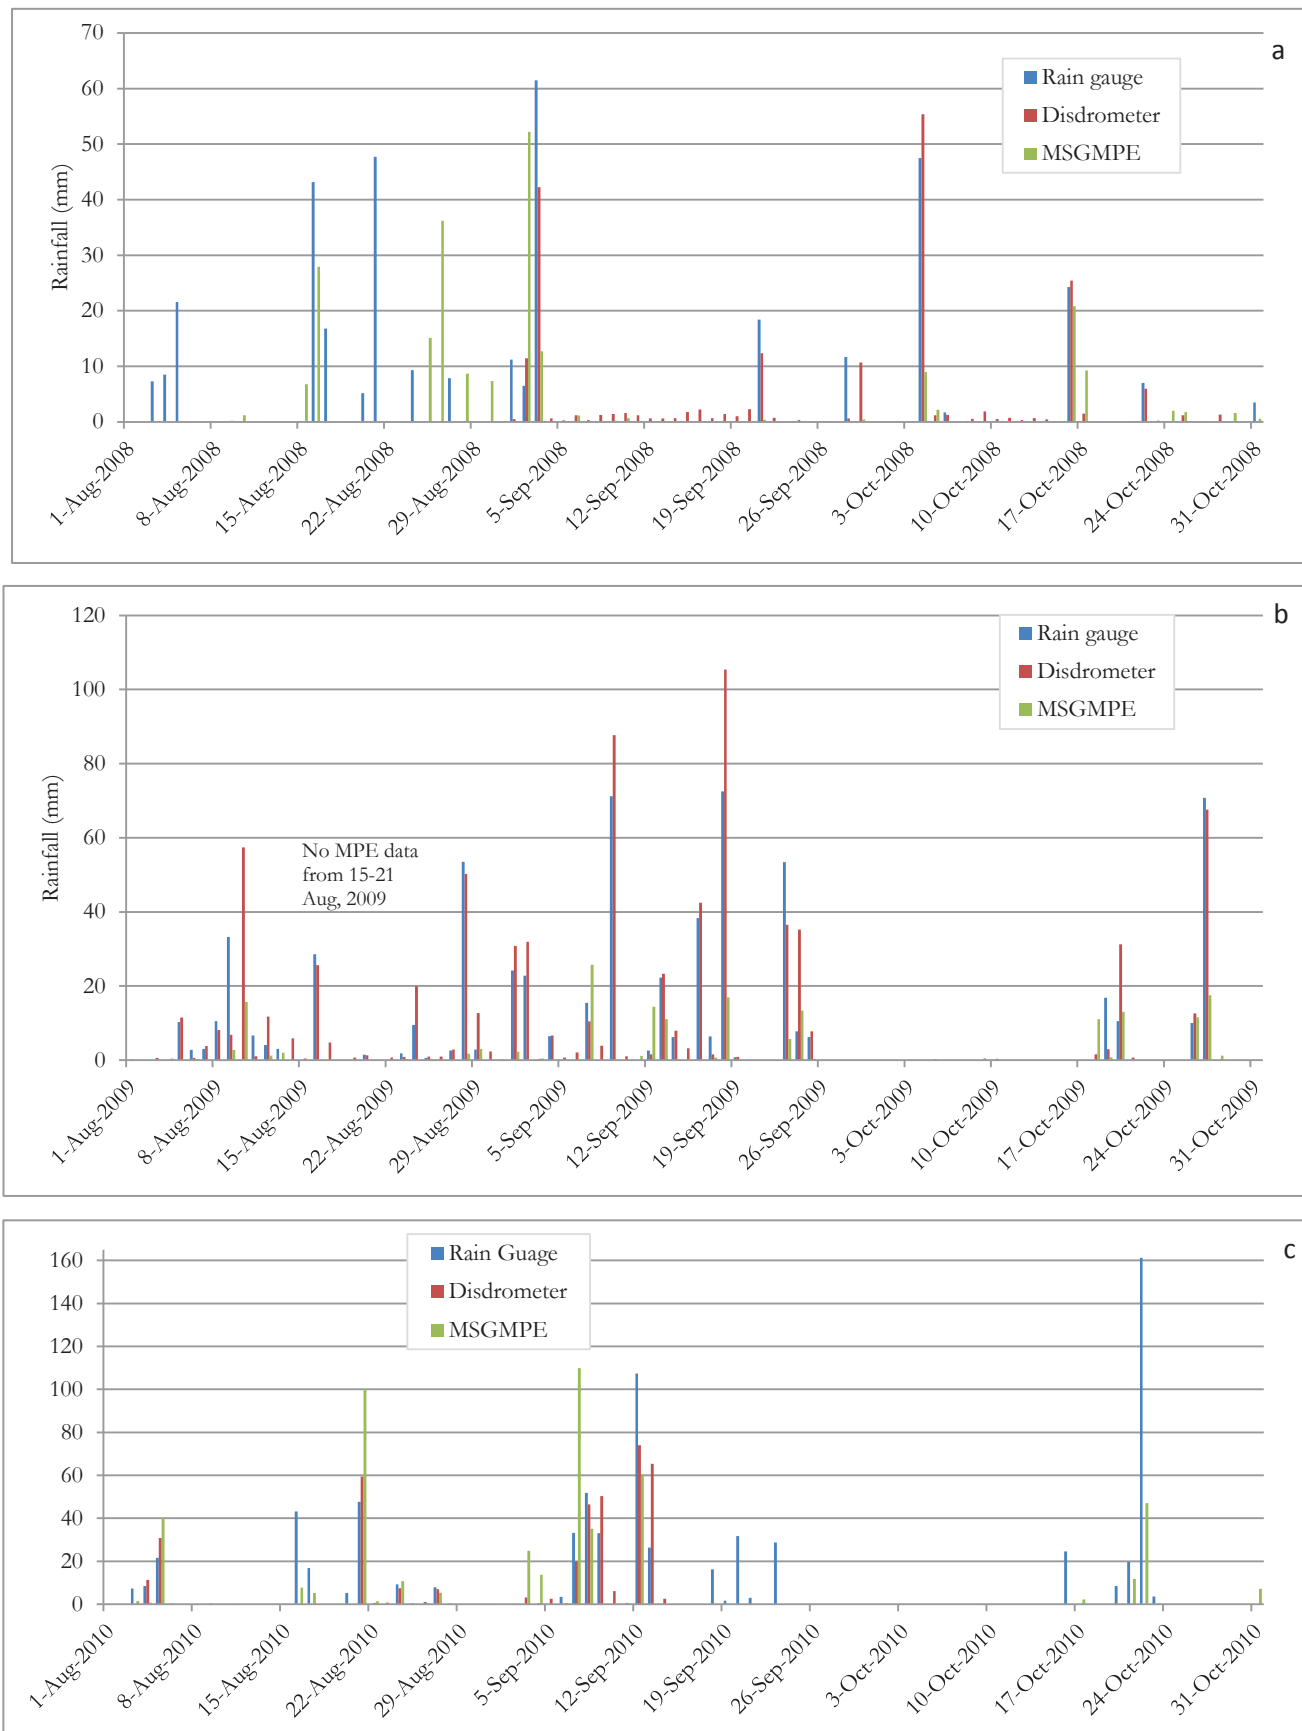 a
70
60
50
40
30
20
10
0
Rainfall (mm)
Rain gauge
Disdrometer
MSGMPE
1-Aug-2008
8-Aug-2008
15-Aug-2008
22-Aug-2008
29-Aug-2008
5-Sep-2008
12-Sep-2008
19-Sep-2008
26-Sep-2008
3-Oct-2008
10-Oct-2008
17-Oct-2008
24-Oct-2008
31-Oct-2008
b
120
100
80
60
40
20
0
Rainfall (mm)
Rain gauge
Disdrometer
MSGMPE
No MPE data
from 15-21
Aug, 2009
1-Aug-2009
8-Aug-2009
15-Aug-2009
22-Aug-2009
29-Aug-2009
5-Sep-2009
12-Sep-2009
19-Sep-2009
26-Sep-2009
3-Oct-2009
10-Oct-2009
17-Oct-2009
24-Oct-2009
31-Oct-2009
c
160
140
120
100
80
60
40
20
0
Rain Guage
Disdrometer
MSGMPE
1-Aug-2010
8-Aug-2010
15-Aug-2010
22-Aug-2010
29-Aug-2010
5-Sep-2010
12-Sep-2010
19-Sep-2010
26-Sep-2010
3-Oct-2010
10-Oct-2010
17-Oct-2010
24-Oct-2010
31-Oct-2010